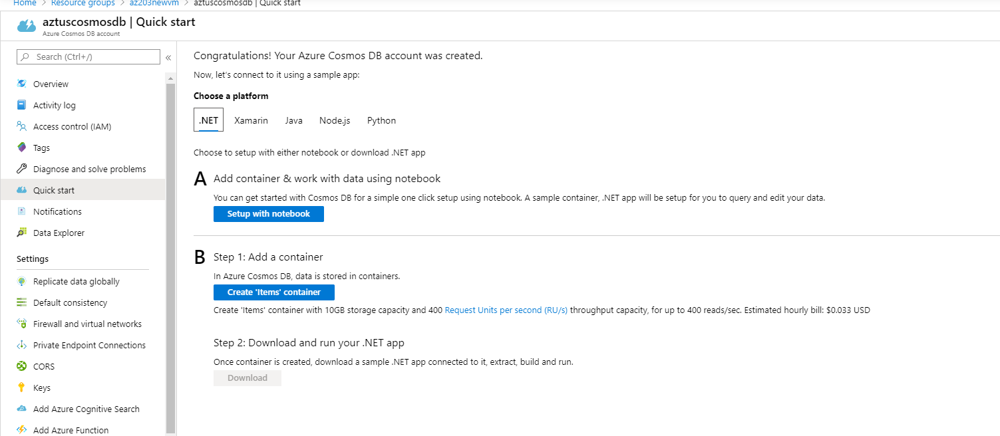 Home > Resource groups > az203newvm > aztuscosmosdb | Quick start
aztuscosmosdb | Quick start
Azure Cosmos DB account
Search (Ctrl+/)
«
Overview
Activity log
Access control (IAM)
Tags
Diagnose and solve problems
Quick start
Notifications
Data Explorer
Settings
Replicate data globally
Default consistency
Firewall and virtual networks
Private Endpoint Connections
CORS
Keys
Add Azure Cognitive Search
Add Azure Function
Congratulations! Your Azure Cosmos DB account was created.
Now, let's connect to it using a sample app:
Choose a platform
.NET Xamarin Java Node.js Python
Choose to setup with either notebook or download .NET app
A Add container & work with data using notebook
You can get started with Cosmos DB for a simple one click setup using notebook. A sample container, .NET app will be setup for you to query and edit your data.
Setup with notebook
B Step 1: Add a container
In Azure Cosmos DB, data is stored in containers.
Create 'Items' container
Create 'Items' container with 10GB storage capacity and 400 Request Units per second (RU/s) throughput capacity, for up to 400 reads/sec. Estimated hourly bill: $0.033 USD
Step 2: Download and run your .NET app
Once container is created, download a sample .NET app connected to it, extract, build and run.
Download